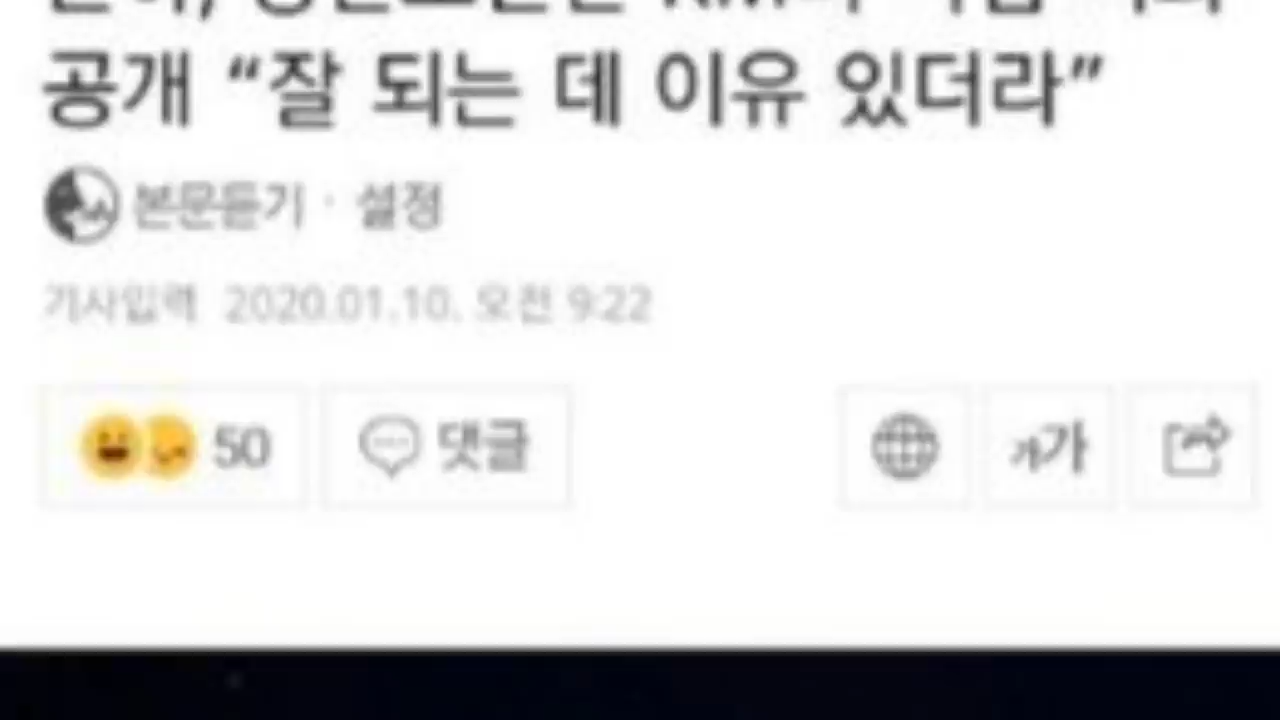 공개 “잘 되는 데 이유 있더라”
본문듣기 · 설정
기사입력 2020.01.10. 오전 9:22
50 댓글 가가